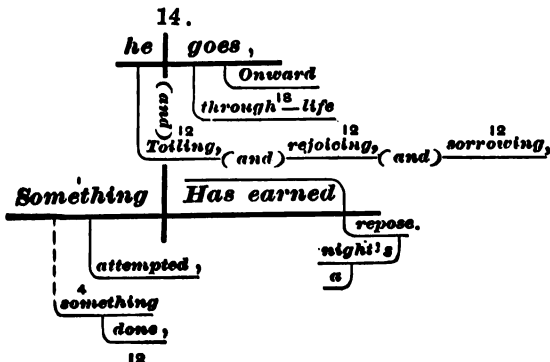 14.
he goes,
Onward
through 18 life
(and)
12 12 12
Toiling, (and) rejoicing, (and) sorrowing,
Something Has earned
repose.
night's
attempted,
a
4
something
done,
12